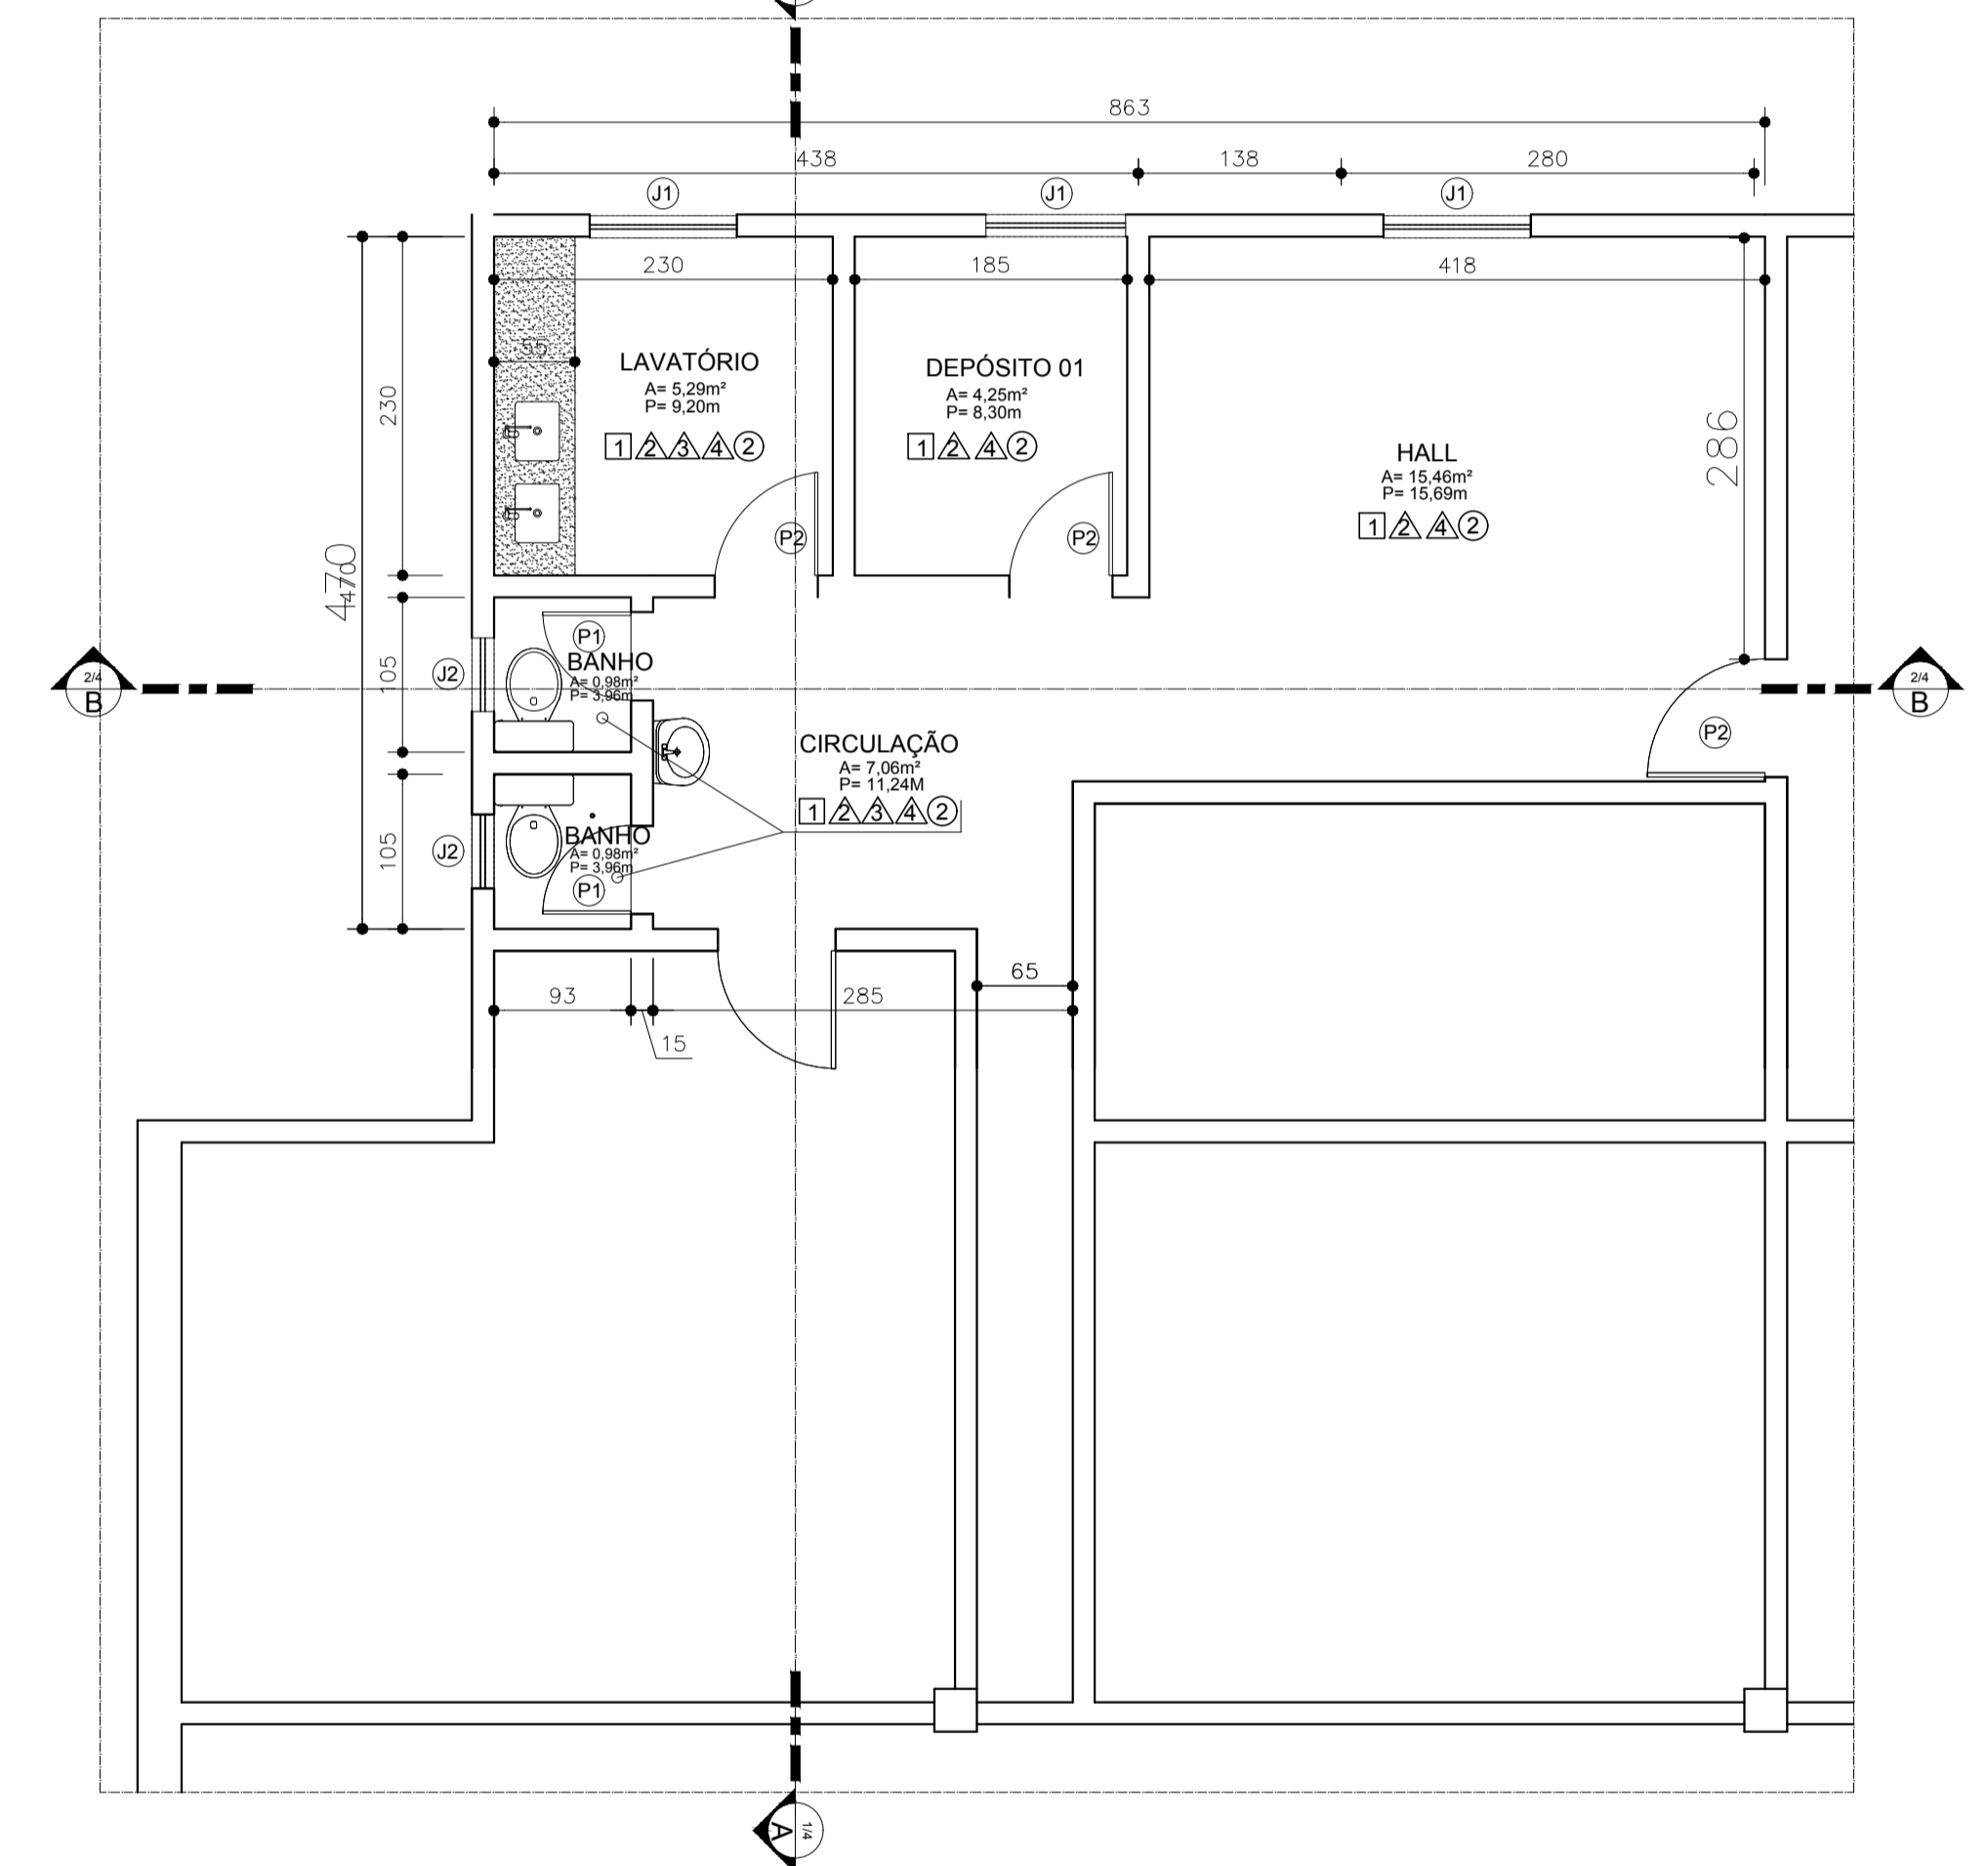 863
438
138
280
J1
J1
J1
230
185
418
55
LAVATÓRIO
A= 5,29m²
P= 9,20m
1 2 3 4 2
DEPÓSITO 01
A= 4,25m²
P= 8,30m
1 2 4 2
HALL
A= 15,46m²
P= 15,69m
1 2 4 2
286
230
470
470
P2
P2
P1
BANHO
A= 0,98m²
P= 3,96m
105
J2
2/4
B
2/4
B
P2
CIRCULAÇÃO
A= 7,06m²
P= 11,24M
1 2 3 4 2
105
J2
BANHO
A= 0,98m²
P= 3,96m
P1
65
93
285
15
A
1/4